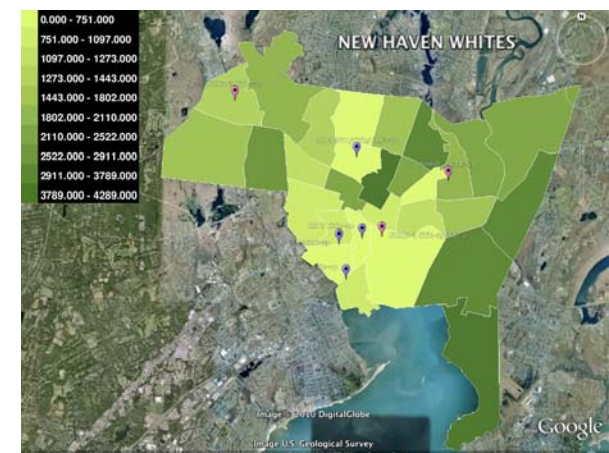 0.000 - 751.000
751.000 - 1097.000
1097.000 - 1273.000
1273.000 - 1443.000
1443.000 - 1802.000
1802.000 - 2110.000
2110.000 - 2522.000
2522.000 - 2911.000
2911.000 - 3789.000
3789.000 - 4289.000
NEW HAVEN WHITES
N
Image © 2010 DigitalGlobe
Image U.S. Geological Survey
Google